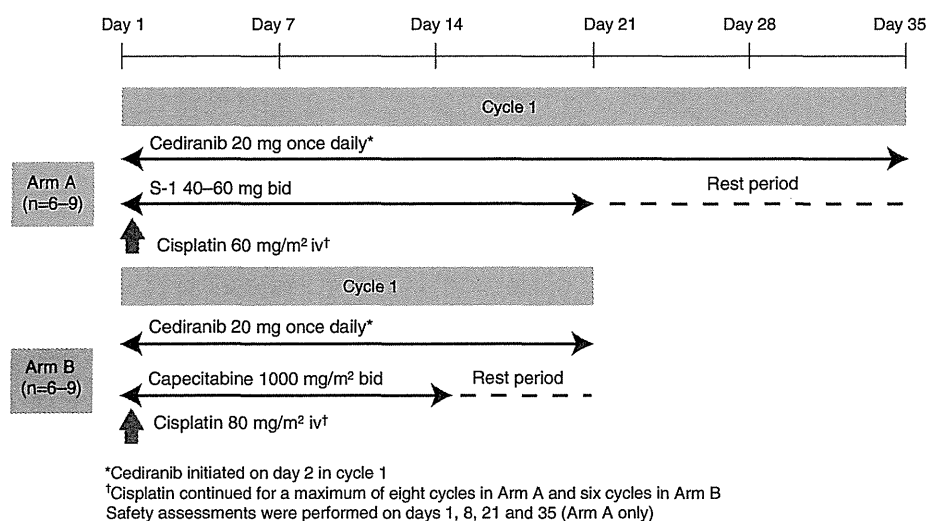 Day 1 Day 7 Day 14 Day 21 Day 28 Day 35
Cycle 1
Cediranib 20 mg once daily*
Arm A
(n=6–9)
S-1 40–60 mg bid
Rest period
Cisplatin 60 mg/m² iv†
Cycle 1
Cediranib 20 mg once daily*
Arm B
(n=6–9)
Capecitabine 1000 mg/m² bid
Rest period
Cisplatin 80 mg/m² iv†
*Cediranib initiated on day 2 in cycle 1
†Cisplatin continued for a maximum of eight cycles in Arm A and six cycles in Arm B
Safety assessments were performed on days 1, 8, 21 and 35 (Arm A only)